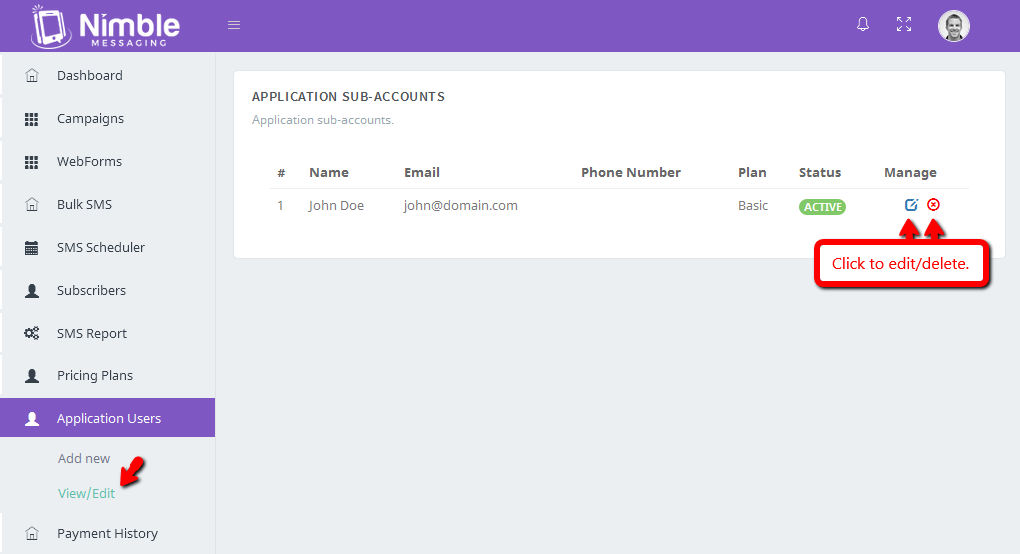 Nimble
MESSAGING
Dashboard
Campaigns
WebForms
Bulk SMS
SMS Scheduler
Subscribers
SMS Report
Pricing Plans
Application Users
Add new
View/Edit
Payment History
APPLICATION SUB-ACCOUNTS
Application sub-accounts.
# Name Email Phone Number Plan Status Manage
1 John Doe john@domain.com Basic ACTIVE
Click to edit/delete.